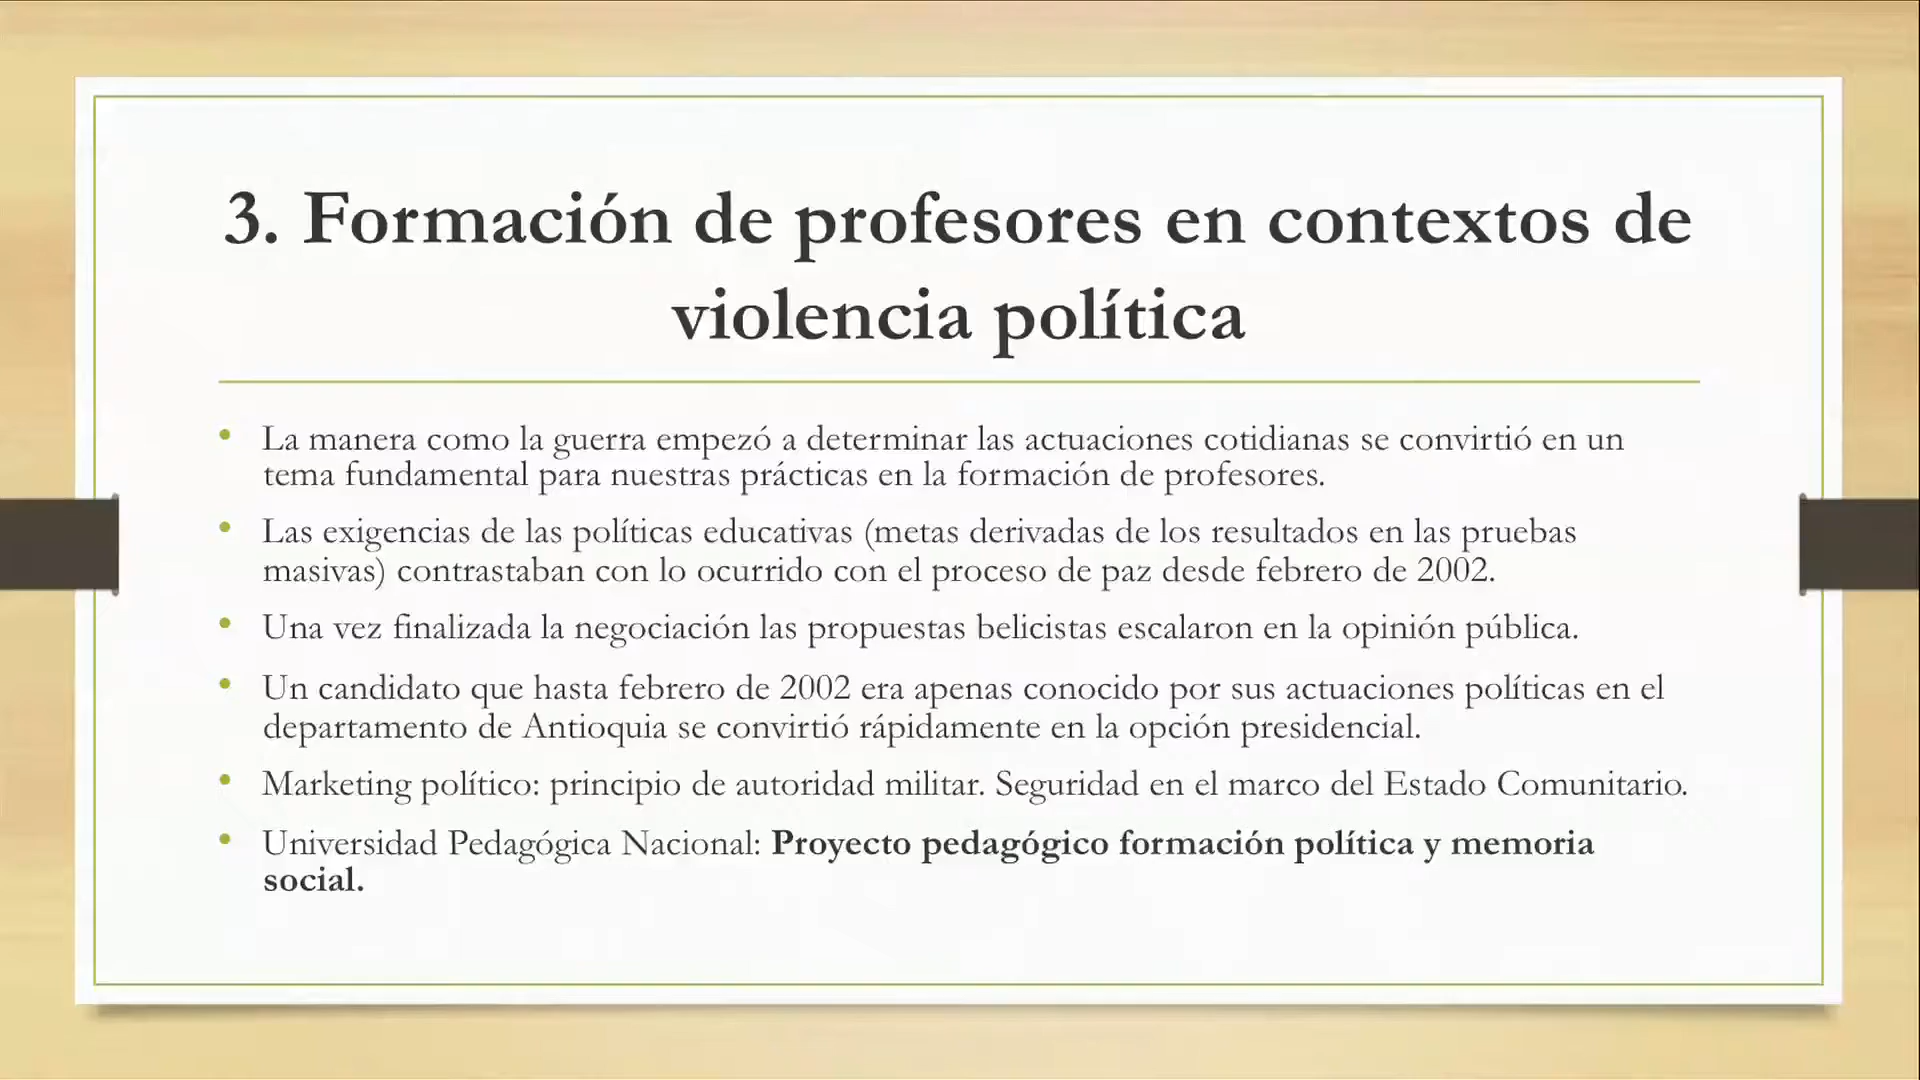 3. Formación de profesores en contextos de
violencia política
• La manera como la guerra empezó a determinar las actuaciones cotidianas se convirtió en un
tema fundamental para nuestras prácticas en la formación de profesores.
• Las exigencias de las políticas educativas (metas derivadas de los resultados en las pruebas
masivas) contrastaban con lo ocurrido con el proceso de paz desde febrero de 2002.
• Una vez finalizada la negociación las propuestas belicistas escalaron en la opinión pública.
• Un candidato que hasta febrero de 2002 era apenas conocido por sus actuaciones políticas en el
departamento de Antioquia se convirtió rápidamente en la opción presidencial.
• Marketing político: principio de autoridad militar. Seguridad en el marco del Estado Comunitario.
• Universidad Pedagógica Nacional: Proyecto pedagógico formación política y memoria
social.